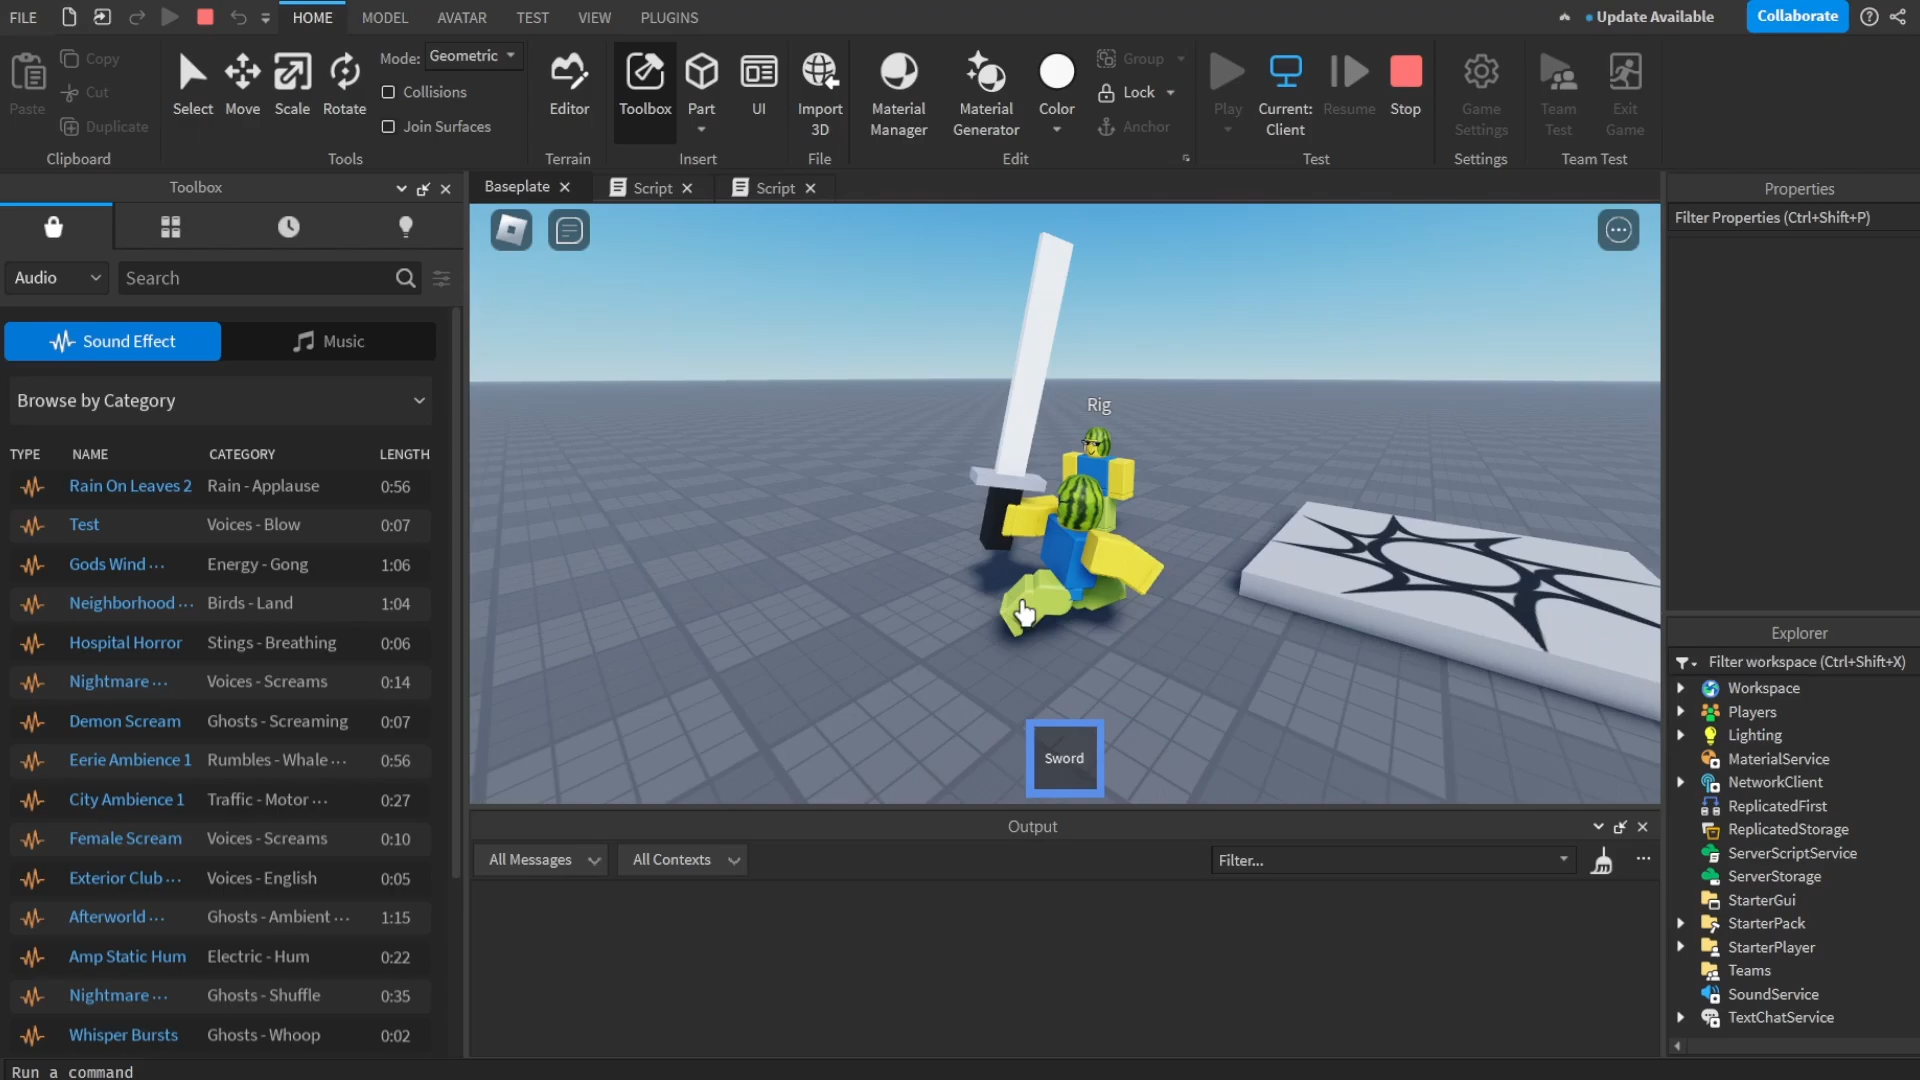 FILE HOME MODEL AVATAR TEST VIEW PLUGINS Update Available Collaborate
Paste Copy Cut Duplicate
Clipboard
Select Move Scale Rotate
Mode: Geometric
Collisions
Join Surfaces
Tools
Editor
Terrain
Toolbox Part UI
Insert
Import
3D
File
Material
Manager
Material
Generator
Color
Group
Lock
Anchor
Edit
Play
Current:
Client
Resume Stop
Test
Game
Settings
Settings
Team
Test
Exit
Game
Team Test
Toolbox
Audio Search
Sound Effect Music
Browse by Category
TYPE NAME CATEGORY LENGTH
Rain On Leaves 2 Rain - Applause 0:56
Test Voices - Blow 0:07
Gods Wind ... Energy - Gong 1:06
Neighborhood ... Birds - Land 1:04
Hospital Horror Stings - Breathing 0:06
Nightmare ... Voices - Screams 0:14
Demon Scream Ghosts - Screaming 0:07
Eerie Ambience 1 Rumbles - Whale ... 0:56
City Ambience 1 Traffic - Motor ... 0:27
Female Scream Voices - Screams 0:10
Exterior Club ... Voices - English 0:05
Afterworld ... Ghosts - Ambient ... 1:15
Amp Static Hum Electric - Hum 0:22
Nightmare ... Ghosts - Shuffle 0:35
Whisper Bursts Ghosts - Whoop 0:02
Run a command
Baseplate Script Script
Rig
Sword
Output
All Messages All Contexts Filter...
Properties
Filter Properties (Ctrl+Shift+P)
Explorer
Filter workspace (Ctrl+Shift+X)
Workspace
Players
Lighting
MaterialService
NetworkClient
ReplicatedFirst
ReplicatedStorage
ServerScriptService
ServerStorage
StarterGui
StarterPack
StarterPlayer
Teams
SoundService
TextChatService